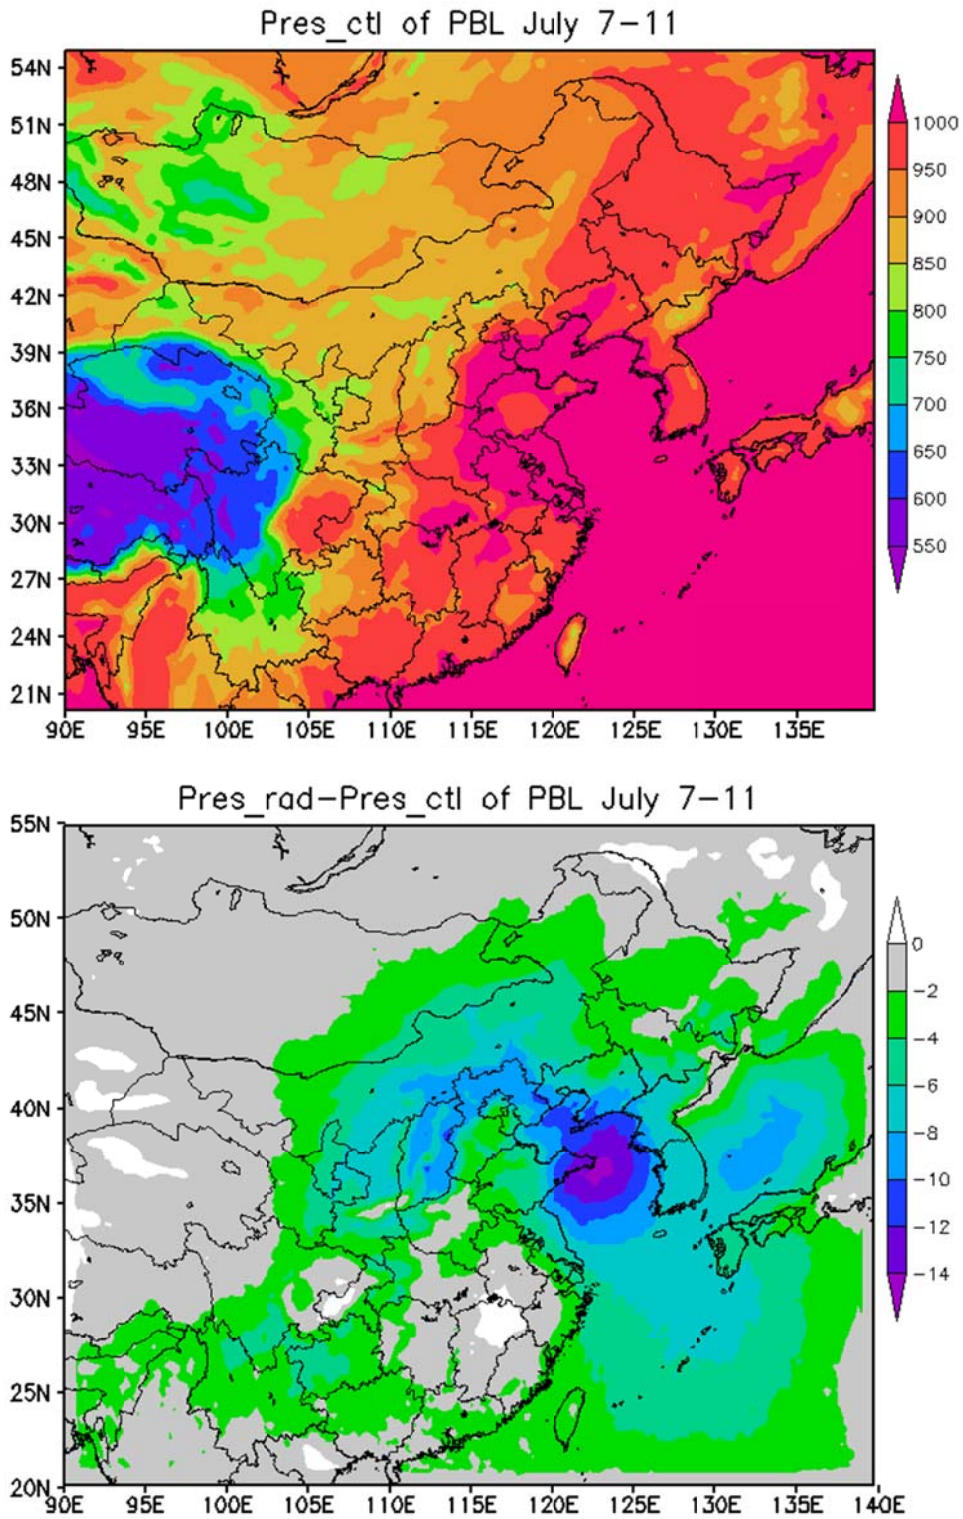 Pres_ctl of PBL July 7-11
54N
51N
48N
45N
42N
39N
36N
33N
30N
27N
24N
21N
90E 95E 100E 105E 110E 115E 120E 125E 130E 135E
1000
950
900
850
800
750
700
650
600
550
Pres_rad-Pres_ctl of PBL July 7-11
55N
50N
45N
40N
35N
30N
25N
20N
90E 95E 100E 105E 110E 115E 120E 125E 130E 135E 140E
0
-2
-4
-6
-8
-10
-12
-14